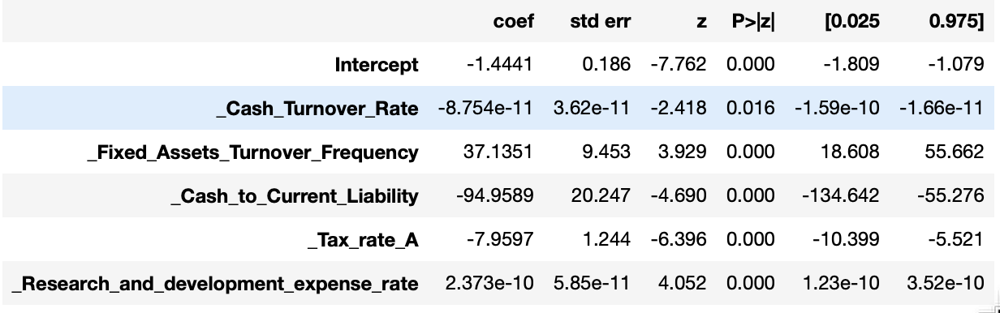 coef std err z P>|z| [0.025 0.975]
Intercept -1.4441 0.186 -7.762 0.000 -1.809 -1.079
_Cash_Turnover_Rate -8.754e-11 3.62e-11 -2.418 0.016 -1.59e-10 -1.66e-11
_Fixed_Assets_Turnover_Frequency 37.1351 9.453 3.929 0.000 18.608 55.662
_Cash_to_Current_Liability -94.9589 20.247 -4.690 0.000 -134.642 -55.276
_Tax_rate_A -7.9597 1.244 -6.396 0.000 -10.399 -5.521
_Research_and_development_expense_rate 2.373e-10 5.85e-11 4.052 0.000 1.23e-10 3.52e-10